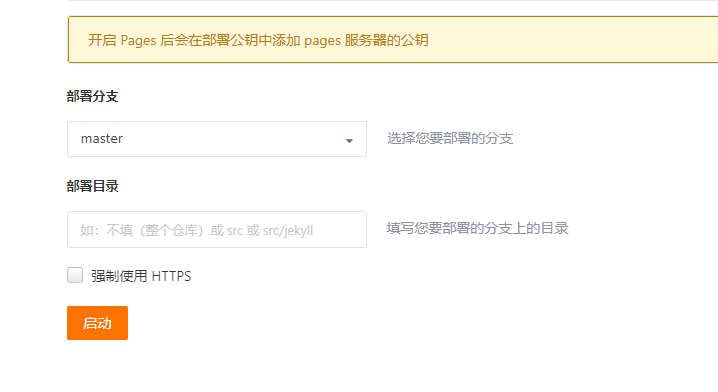 开启 Pages 后会在部署公钥中添加 pages 服务器的公钥
部署分支
master 选择您要部署的分支
部署目录
如：不填（整个仓库）或 src 或 src/jekyll 填写您要部署的分支上的目录
强制使用 HTTPS
启动